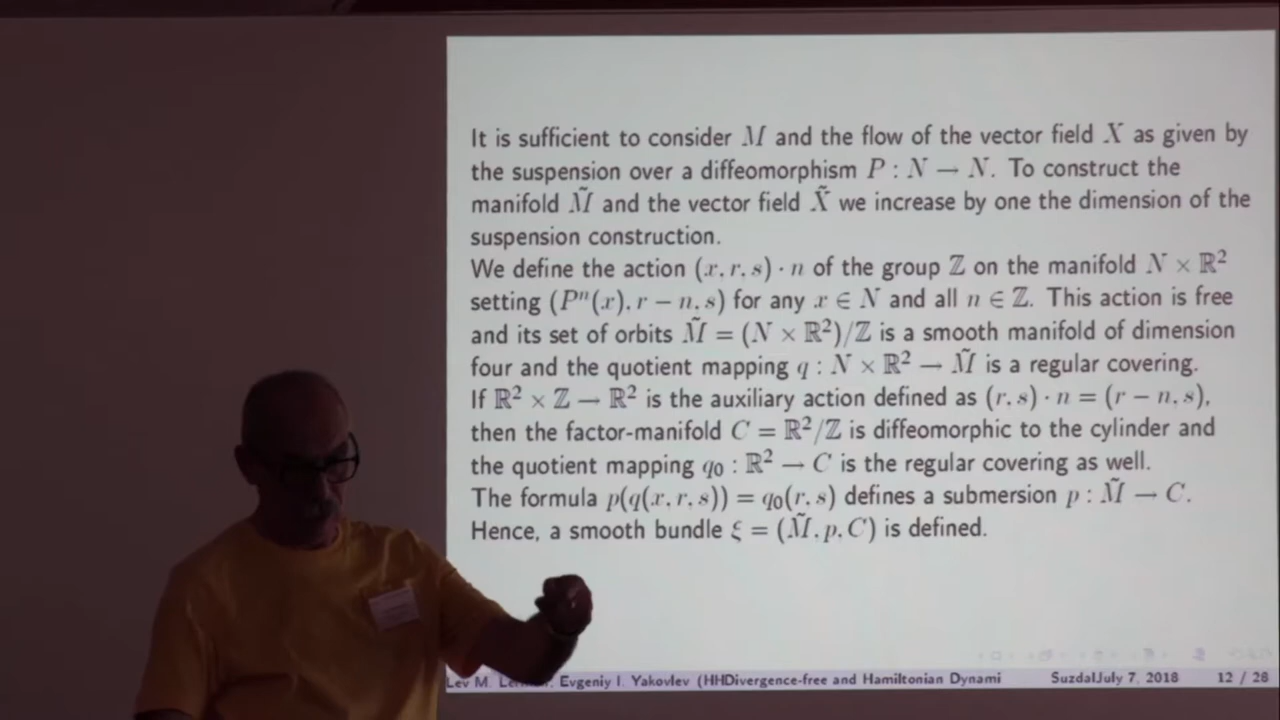 It is sufficient to consider M and the flow of the vector field X as given by
the suspension over a diffeomorphism P : N → N. To construct the
manifold M̃ and the vector field X̃ we increase by one the dimension of the
suspension construction.
We define the action (x, r, s) · n of the group ℤ on the manifold N × ℝ²
setting (Pⁿ(x), r − n, s) for any x ∈ N and all n ∈ ℤ. This action is free
and its set of orbits M̃ = (N × ℝ²)/ℤ is a smooth manifold of dimension
four and the quotient mapping q : N × ℝ² → M̃ is a regular covering.
If ℝ² × ℤ → ℝ² is the auxiliary action defined as (r, s) · n = (r − n, s),
then the factor-manifold C = ℝ²/ℤ is diffeomorphic to the cylinder and
the quotient mapping q₀ : ℝ² → C is the regular covering as well.
The formula p(q(x, r, s)) = q₀(r, s) defines a submersion p : M̃ → C.
Hence, a smooth bundle ξ = (M̃, p, C) is defined.
Lev M. Evgeniy I. Yakovlev (HHDivergence-free and Hamiltonian Dynami SuzdalJuly 7, 2018 12 / 28